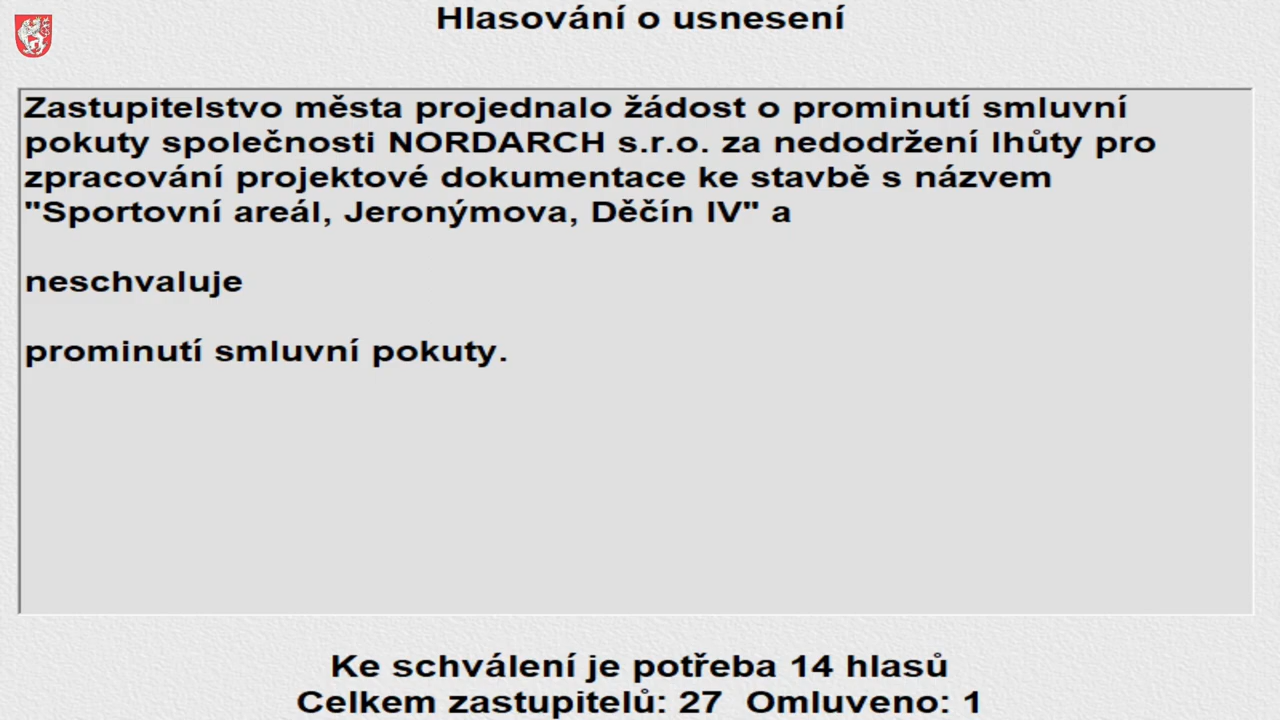 Hlasování o usnesení
Zastupitelstvo města projednalo žádost o prominutí smluvní
pokuty společnosti NORDARCH s.r.o. za nedodržení lhůty pro
zpracování projektové dokumentace ke stavbě s názvem
"Sportovní areál, Jeronýmova, Děčín IV" a
neschvaluje
prominutí smluvní pokuty.
Ke schválení je potřeba 14 hlasů
Celkem zastupitelů: 27  Omluveno: 1